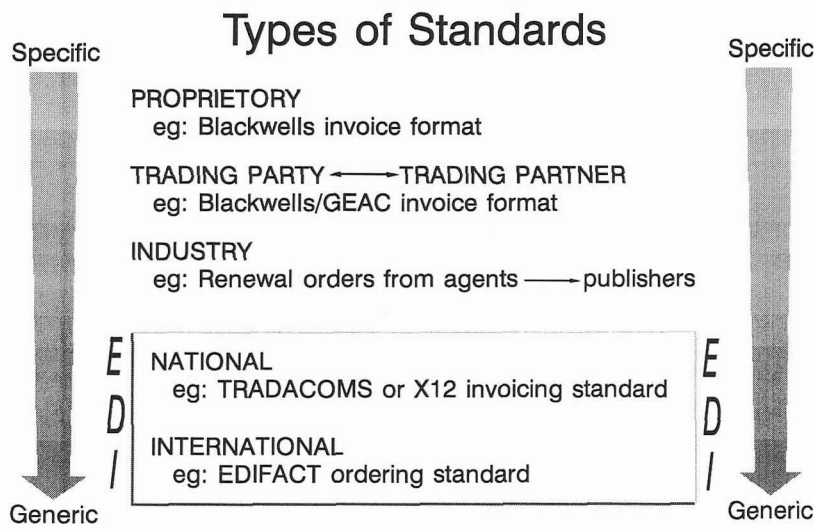 Types of Standards
Specific
Specific
PROPRIETORY
eg: Blackwells invoice format
TRADING PARTY ←→ TRADING PARTNER
eg: Blackwells/GEAC invoice format
INDUSTRY
eg: Renewal orders from agents → publishers
EDI
NATIONAL
eg: TRADACOMS or X12 invoicing standard
INTERNATIONAL
eg: EDIFACT ordering standard
EDI
Generic
Generic